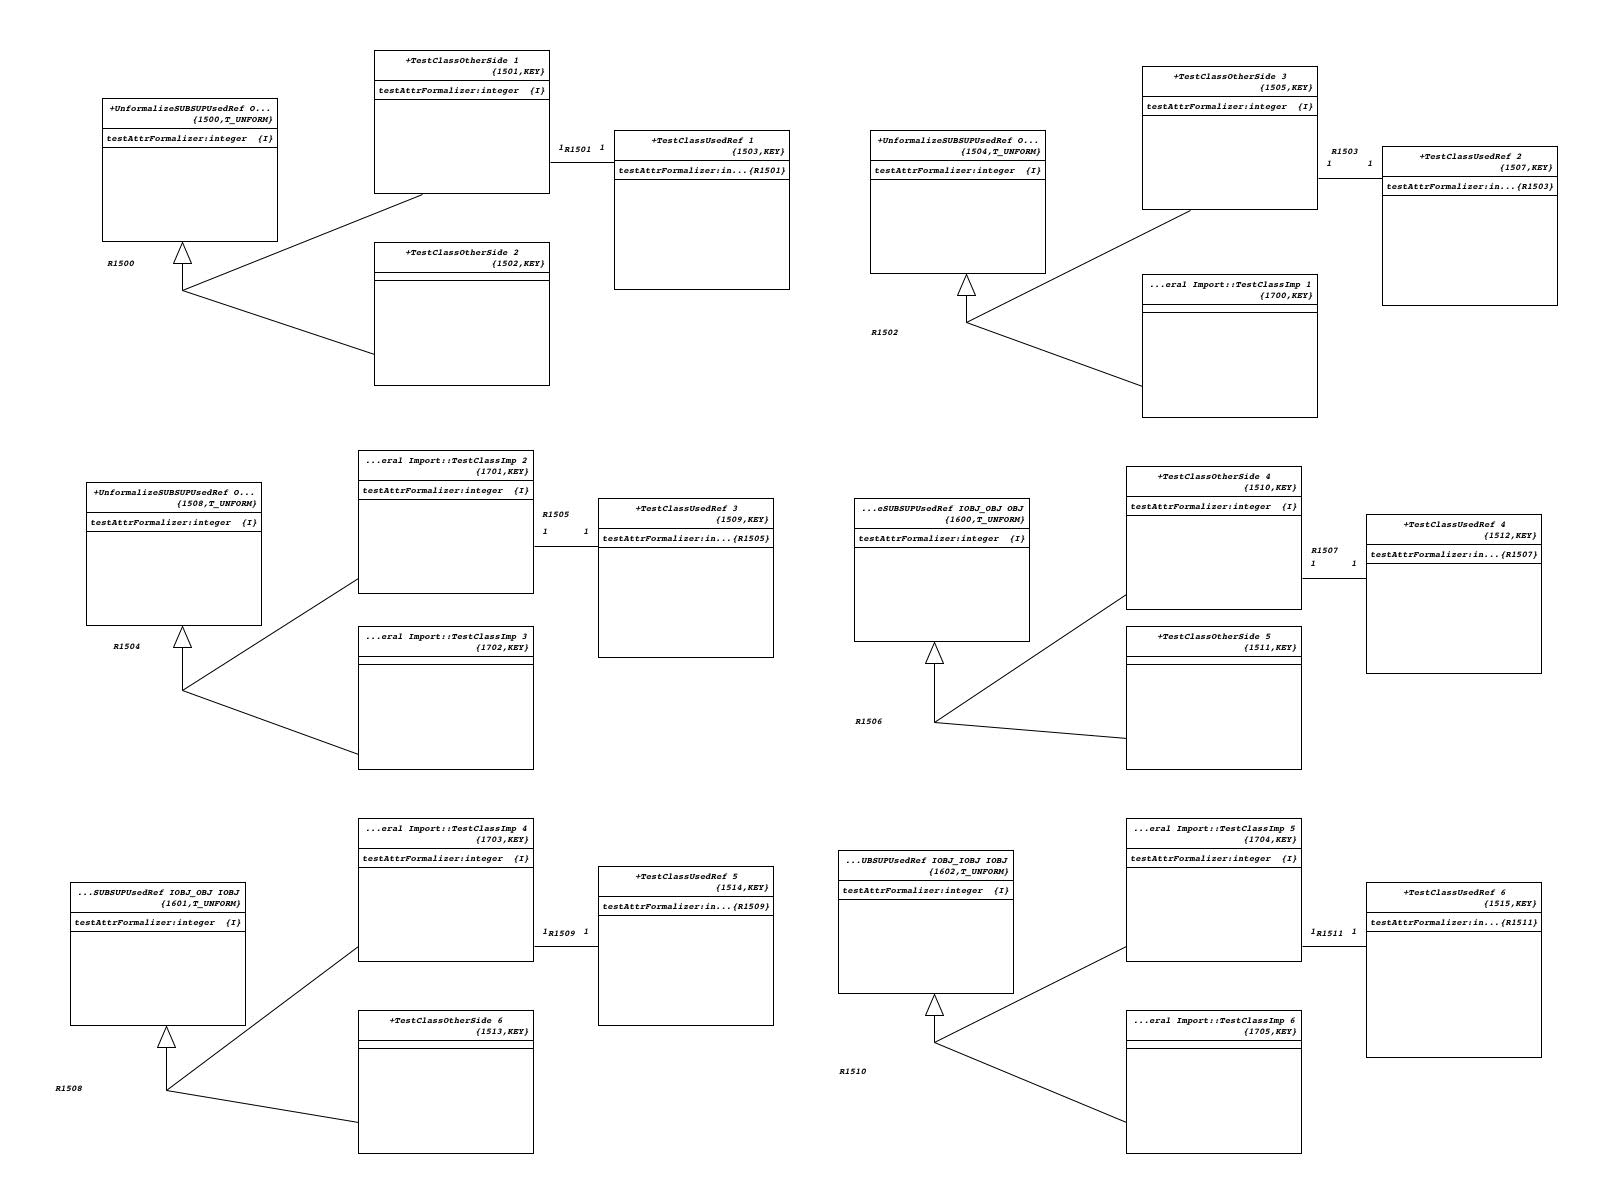 +TestClassOtherSide 1
{1501,KEY}
testAttrFormalizer:integer {I}
+UnformalizeSUBSUPUsedRef O...
{1500,T_UNFORM}
testAttrFormalizer:integer {I}
1 R1501 1
+TestClassUsedRef 1
{1503,KEY}
testAttrFormalizer:in...{R1501}
R1500
+TestClassOtherSide 2
{1502,KEY}
+TestClassOtherSide 3
{1505,KEY}
testAttrFormalizer:integer {I}
+UnformalizeSUBSUPUsedRef O...
{1504,T_UNFORM}
testAttrFormalizer:integer {I}
R1503
1 1
+TestClassUsedRef 2
{1507,KEY}
testAttrFormalizer:in...{R1503}
R1502
...eral Import::TestClassImp 1
{1700,KEY}
...eral Import::TestClassImp 2
{1701,KEY}
testAttrFormalizer:integer {I}
+UnformalizeSUBSUPUsedRef O...
{1508,T_UNFORM}
testAttrFormalizer:integer {I}
R1505
1 1
+TestClassUsedRef 3
{1509,KEY}
testAttrFormalizer:in...{R1505}
R1504
...eral Import::TestClassImp 3
{1702,KEY}
+TestClassOtherSide 4
{1510,KEY}
testAttrFormalizer:integer {I}
...eSUBSUPUsedRef IOBJ_OBJ OBJ
{1600,T_UNFORM}
testAttrFormalizer:integer {I}
R1507
1 1
+TestClassUsedRef 4
{1512,KEY}
testAttrFormalizer:in...{R1507}
R1506
+TestClassOtherSide 5
{1511,KEY}
...eral Import::TestClassImp 4
{1703,KEY}
testAttrFormalizer:integer {I}
...SUBSUPUsedRef IOBJ_OBJ IOBJ
{1601,T_UNFORM}
testAttrFormalizer:integer {I}
1 R1509 1
+TestClassUsedRef 5
{1514,KEY}
testAttrFormalizer:in...{R1509}
R1508
+TestClassOtherSide 6
{1513,KEY}
...eral Import::TestClassImp 5
{1704,KEY}
testAttrFormalizer:integer {I}
...UBSUPUsedRef IOBJ_IOBJ IOBJ
{1602,T_UNFORM}
testAttrFormalizer:integer {I}
1 R1511 1
+TestClassUsedRef 6
{1515,KEY}
testAttrFormalizer:in...{R1511}
R1510
...eral Import::TestClassImp 6
{1705,KEY}